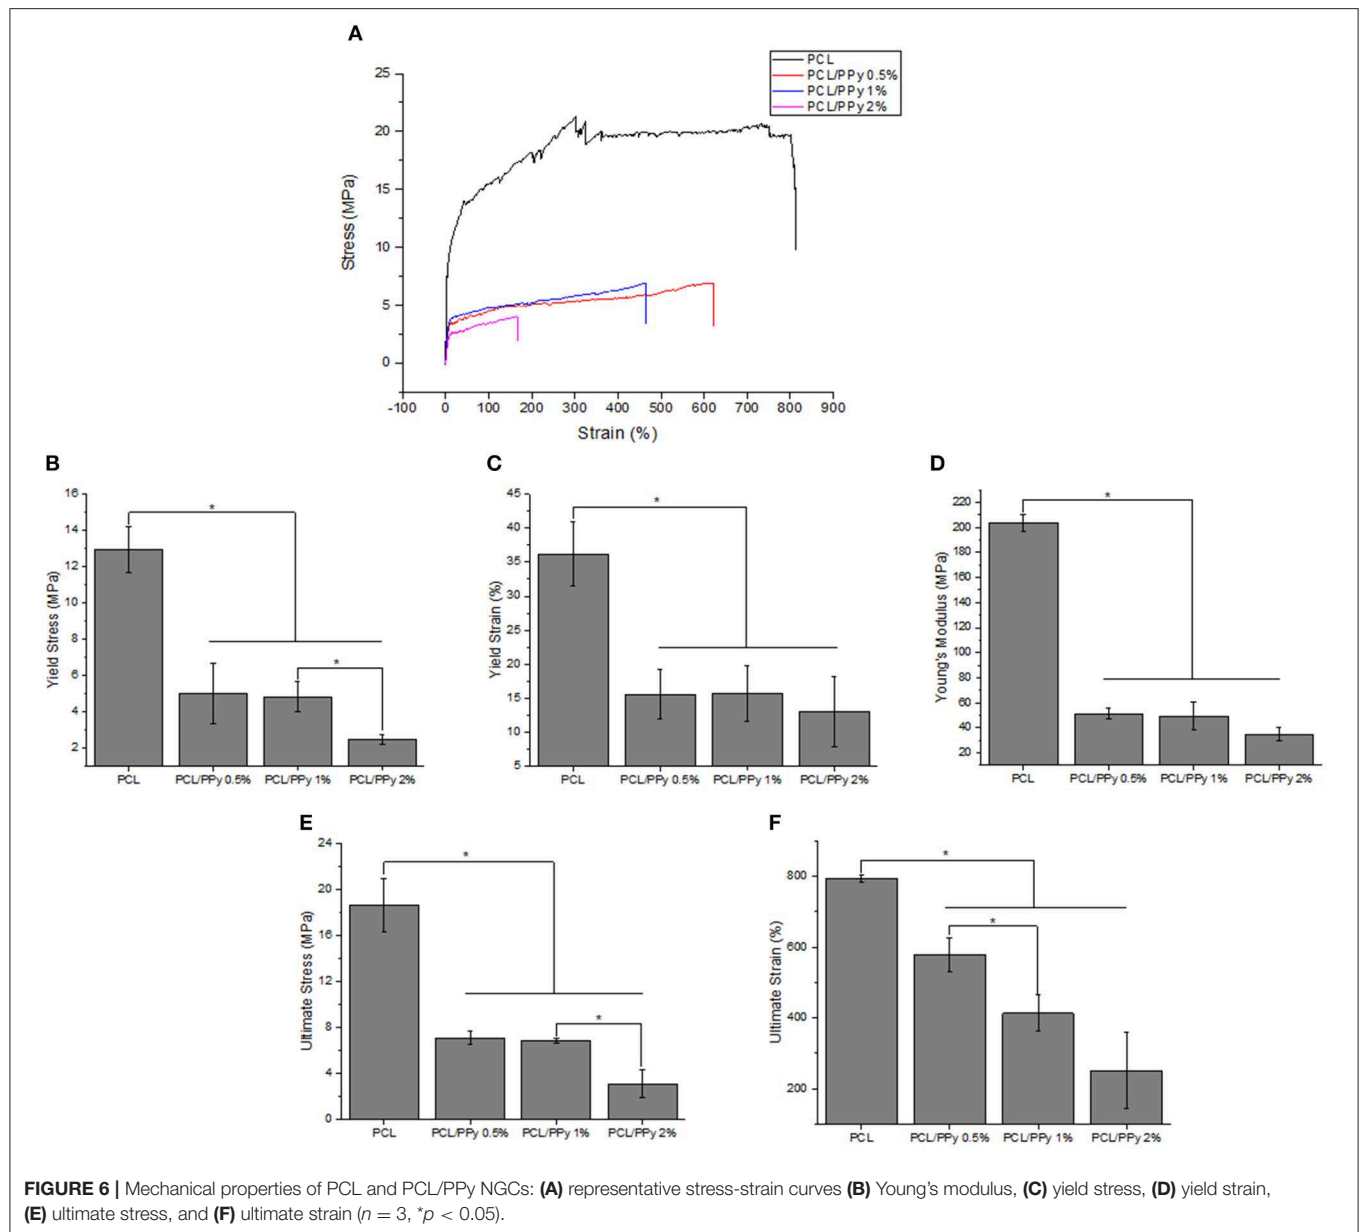 A
PCL
PCL/PPy 0.5%
PCL/PPy 1%
PCL/PPy 2%
25
20
15
10
5
0
Stress (MPa)
-100 0 100 200 300 400 500 600 700 800 900
Strain (%)
B
16
14
12
10
8
6
4
2
Yield Stress (MPa)
*
*
PCL PCL/PPy 0.5% PCL/PPy 1% PCL/PPy 2%
C
45
40
35
30
25
20
15
10
5
Yield Strain (%)
*
PCL PCL/PPy 0.5% PCL/PPy 1% PCL/PPy 2%
D
220
200
180
160
140
120
100
80
60
40
20
Young's Modulus (MPa)
*
PCL PCL/PPy 0.5% PCL/PPy 1% PCL/PPy 2%
E
24
20
16
12
8
4
0
Ultimate Stress (MPa)
*
*
PCL PCL/PPy 0.5% PCL/PPy 1% PCL/PPy 2%
F
800
600
400
200
Ultimate Strain (%)
*
*
PCL PCL/PPy 0.5% PCL/PPy 1% PCL/PPy 2%
FIGURE 6 | Mechanical properties of PCL and PCL/PPy NGCs: (A) representative stress-strain curves (B) Young's modulus, (C) yield stress, (D) yield strain,
(E) ultimate stress, and (F) ultimate strain (n = 3, *p < 0.05).